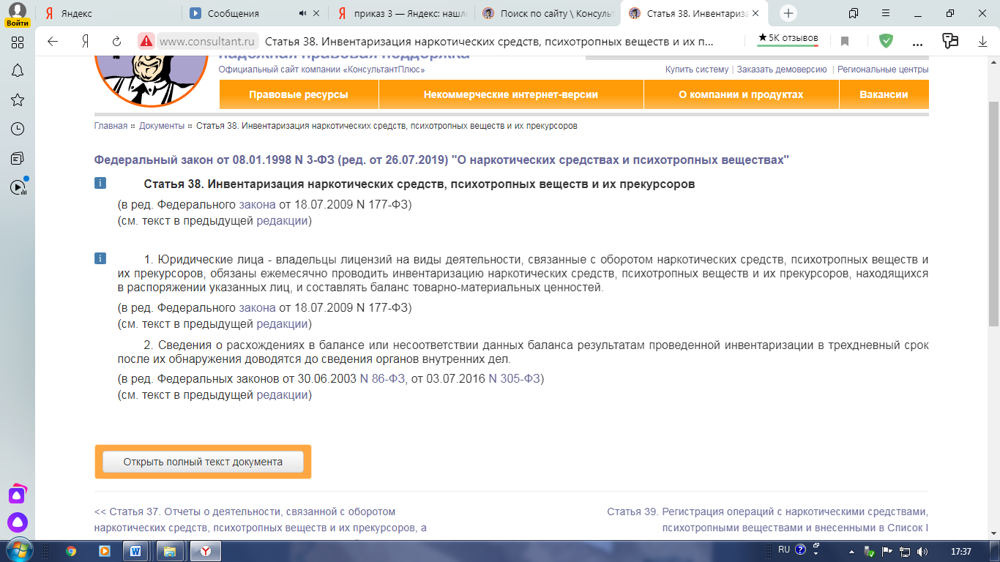 Яндекс
Сообщения
приказ 3 — Яндекс: нашло
Поиск по сайту \ Консульт
Статья 38. Инвентариза
Войти
www.consultant.ru
Статья 38. Инвентаризация наркотических средств, психотропных веществ и их п...
★5К отзывов
надежная правовая поддержка
Официальный сайт компании «КонсультантПлюс»
Купить систему | Заказать демоверсию | Региональные центры
Правовые ресурсы
Некоммерческие интернет-версии
О компании и продуктах
Вакансии
Главная :: Документы :: Статья 38. Инвентаризация наркотических средств, психотропных веществ и их прекурсоров
Федеральный закон от 08.01.1998 N 3-ФЗ (ред. от 26.07.2019) "О наркотических средствах и психотропных веществах"
i
Статья 38. Инвентаризация наркотических средств, психотропных веществ и их прекурсоров
(в ред. Федерального закона от 18.07.2009 N 177-ФЗ)
(см. текст в предыдущей редакции)
i
1. Юридические лица - владельцы лицензий на виды деятельности, связанные с оборотом наркотических средств, психотропных веществ и
их прекурсоров, обязаны ежемесячно проводить инвентаризацию наркотических средств, психотропных веществ и их прекурсоров, находящихся
в распоряжении указанных лиц, и составлять баланс товарно-материальных ценностей.
(в ред. Федерального закона от 18.07.2009 N 177-ФЗ)
(см. текст в предыдущей редакции)
2. Сведения о расхождениях в балансе или несоответствии данных баланса результатам проведенной инвентаризации в трехдневный срок
после их обнаружения доводятся до сведения органов внутренних дел.
(в ред. Федеральных законов от 30.06.2003 N 86-ФЗ, от 03.07.2016 N 305-ФЗ)
(см. текст в предыдущей редакции)
Открыть полный текст документа
<< Статья 37. Отчеты о деятельности, связанной с оборотом
наркотических средств, психотропных веществ и их прекурсоров, а
Статья 39. Регистрация операций с наркотическими средствами,
психотропными веществами и внесенными в Список I
RU
17:37